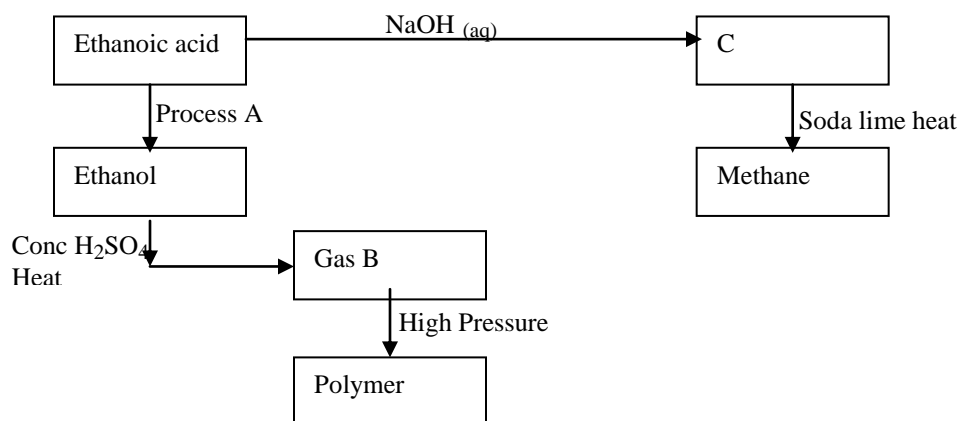 NaOH (aq)
Ethanoic acid
C
Process A
Soda lime heat
Ethanol
Methane
Conc H₂SO₄
Heat
Gas B
High Pressure
Polymer